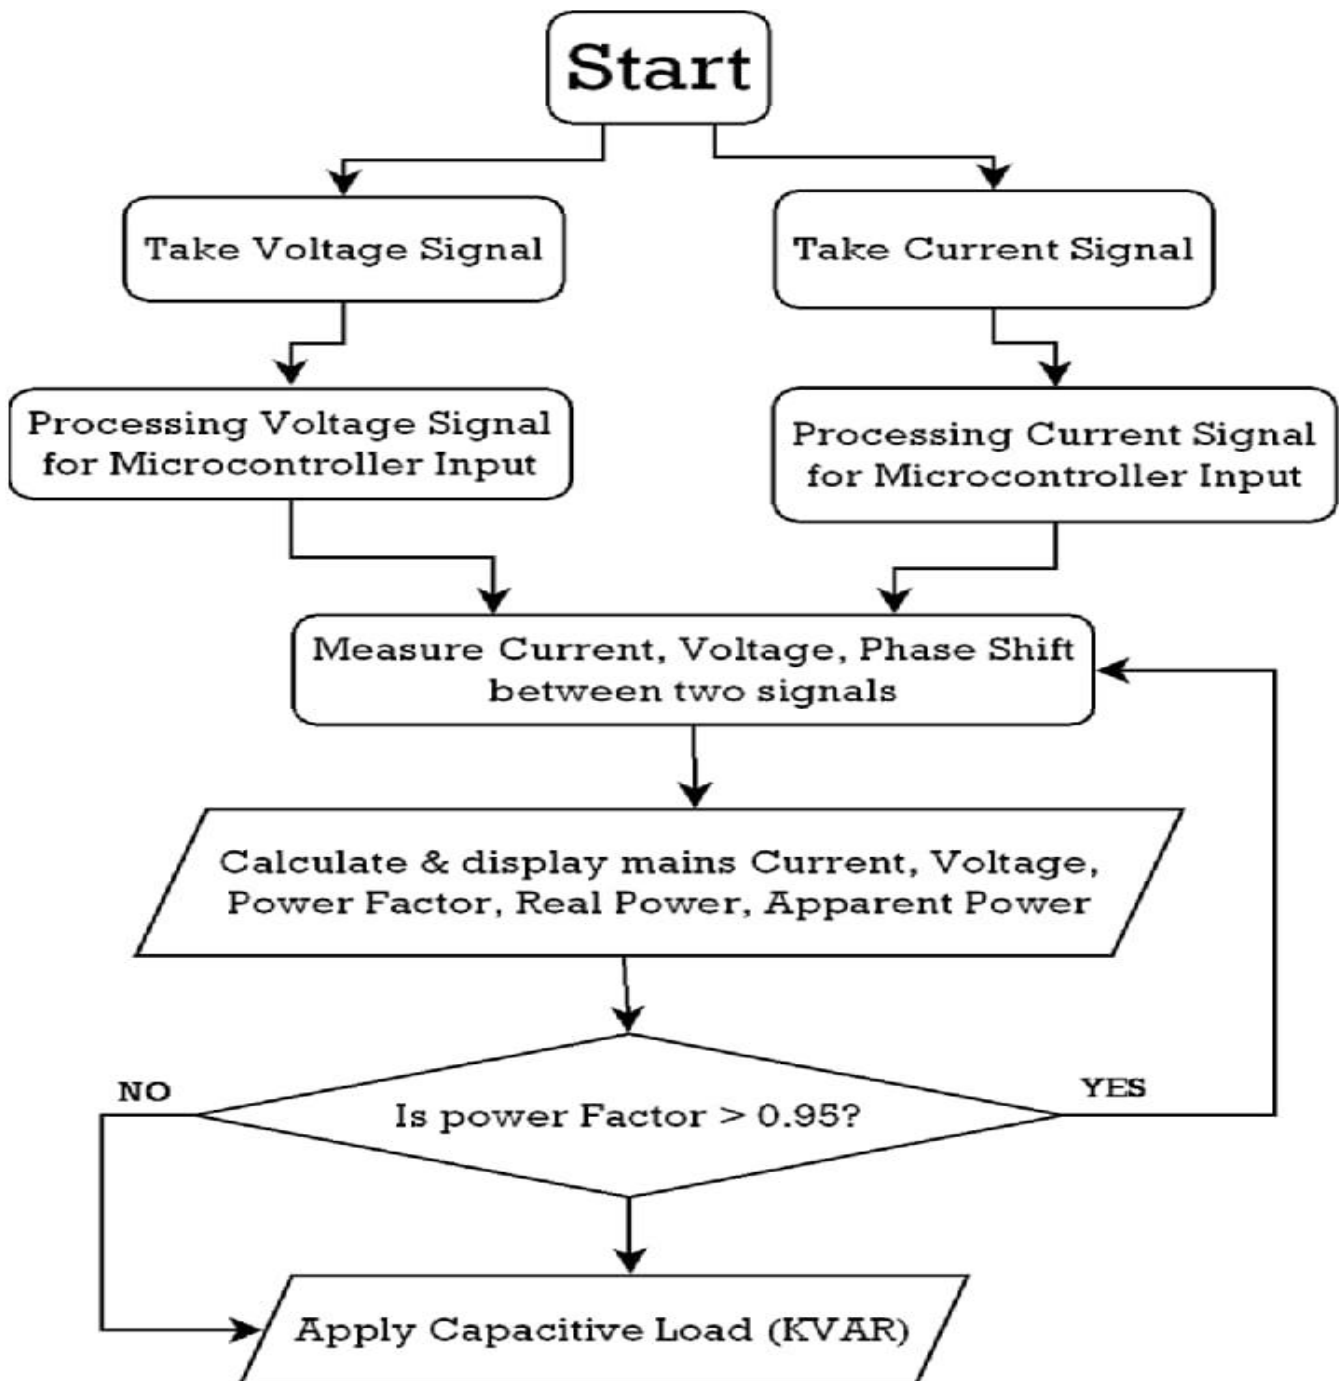 Start
Take Voltage Signal
Take Current Signal
Processing Voltage Signal
for Microcontroller Input
Processing Current Signal
for Microcontroller Input
Measure Current, Voltage, Phase Shift
between two signals
Calculate & display mains Current, Voltage,
Power Factor, Real Power, Apparent Power
NO
YES
Is power Factor > 0.95?
Apply Capacitive Load (KVAR)